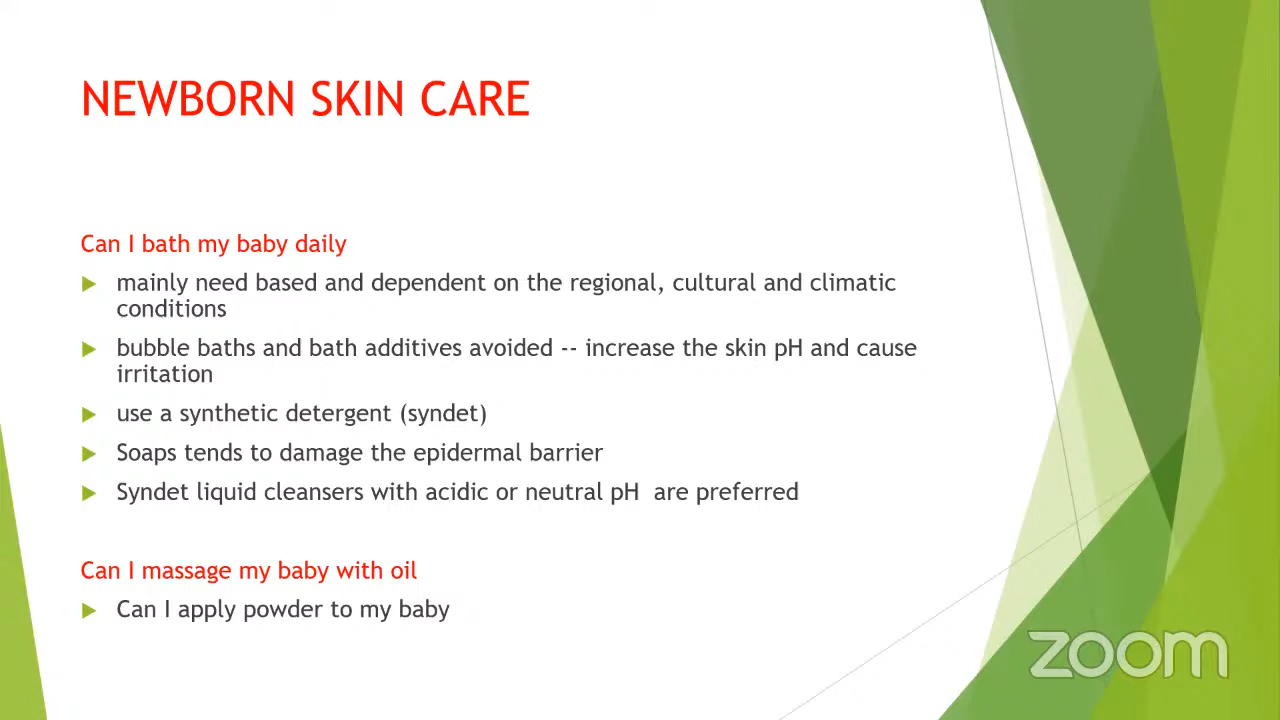 NEWBORN SKIN CARE
Can I bath my baby daily
mainly need based and dependent on the regional, cultural and climatic
conditions
bubble baths and bath additives avoided -- increase the skin pH and cause
irritation
use a synthetic detergent (syndet)
Soaps tends to damage the epidermal barrier
Syndet liquid cleansers with acidic or neutral pH  are preferred
Can I massage my baby with oil
Can I apply powder to my baby
zoom